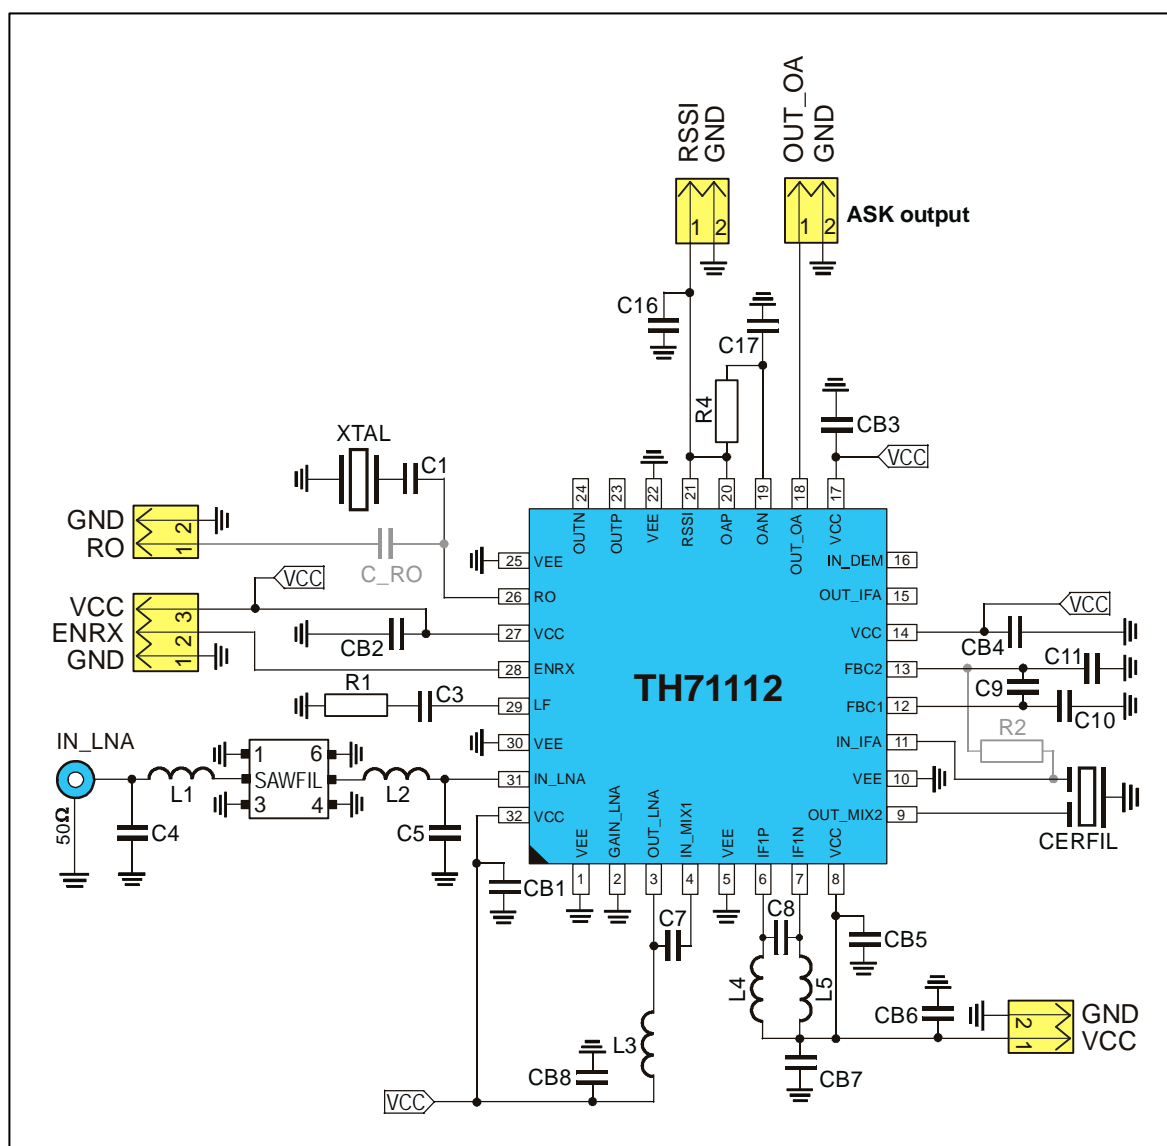 RSSI
GND
OUT_OA
GND
1
2
1
2
ASK output
C16
C17
R4
CB3
VCC
XTAL
C1
GND
RO
2
1
C_RO
VCC
VCC
ENRX
GND
3
2
1
CB2
R1
C3
IN_LNA
50Ω
C4
L1
1
6
SAWFIL
3
4
L2
C5
24
23
22
21
20
19
18
17
OUTN
OUTP
VEE
RSSI
OAP
OAN
OUT_OA
VCC
25
VEE
26
RO
27
VCC
28
ENRX
29
LF
30
VEE
31
IN_LNA
32
VCC
TH71112
IN_DEM
16
OUT_IFA
15
VCC
14
FBC2
13
FBC1
12
IN_IFA
11
VEE
10
OUT_MIX2
9
VEE
GAIN_LNA
OUT_LNA
IN_MIX1
VEE
IF1P
IF1N
VCC
1
2
3
4
5
6
7
8
VCC
CB4
C11
C9
C10
R2
CERFIL
CB1
C7
C8
CB5
L4
L5
L3
CB6
CB7
CB8
VCC
2
1
GND
VCC